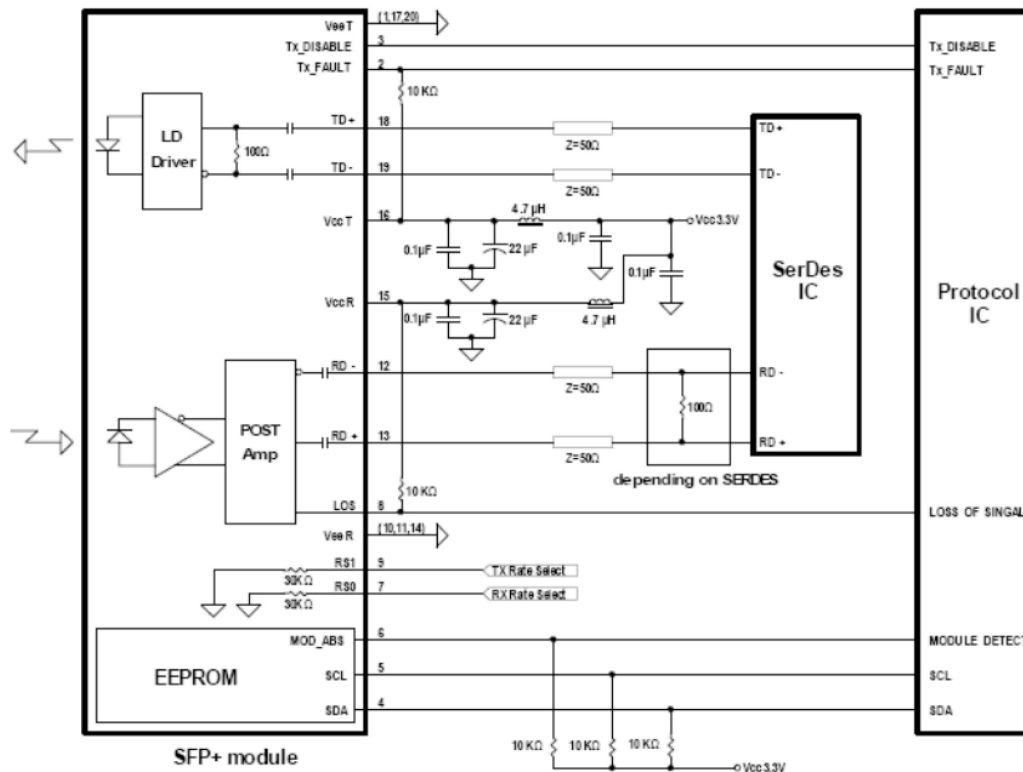 VeeT
(1,17,20)
Tx_DISABLE
3
Tx_DISABLE
Tx_FAULT
2
Tx_FAULT
10 KΩ
LD
Driver
100Ω
TD+
18
Z=50Ω
TD+
TD-
19
Z=50Ω
TD-
VccT
16
4.7 µH
Vcc3.3V
0.1µF
22 µF
0.1µF
0.1µF
SerDes
IC
Protocol
IC
VccR
15
0.1µF
22 µF
4.7 µH
RD -
12
Z=50Ω
RD -
100Ω
POST
Amp
RD +
13
Z=50Ω
RD +
depending on SERDES
10 KΩ
LOS
8
LOSS OF SINGAL
VeeR
(10,11,14)
RS1
9
TX Rate Select
30KΩ
RS0
7
RX Rate Select
30KΩ
MOD_ABS
6
MODULE DETECT
EEPROM
SCL
5
SCL
SDA
4
SDA
10 KΩ
10 KΩ
10 KΩ
Vcc3.3V
SFP+ module